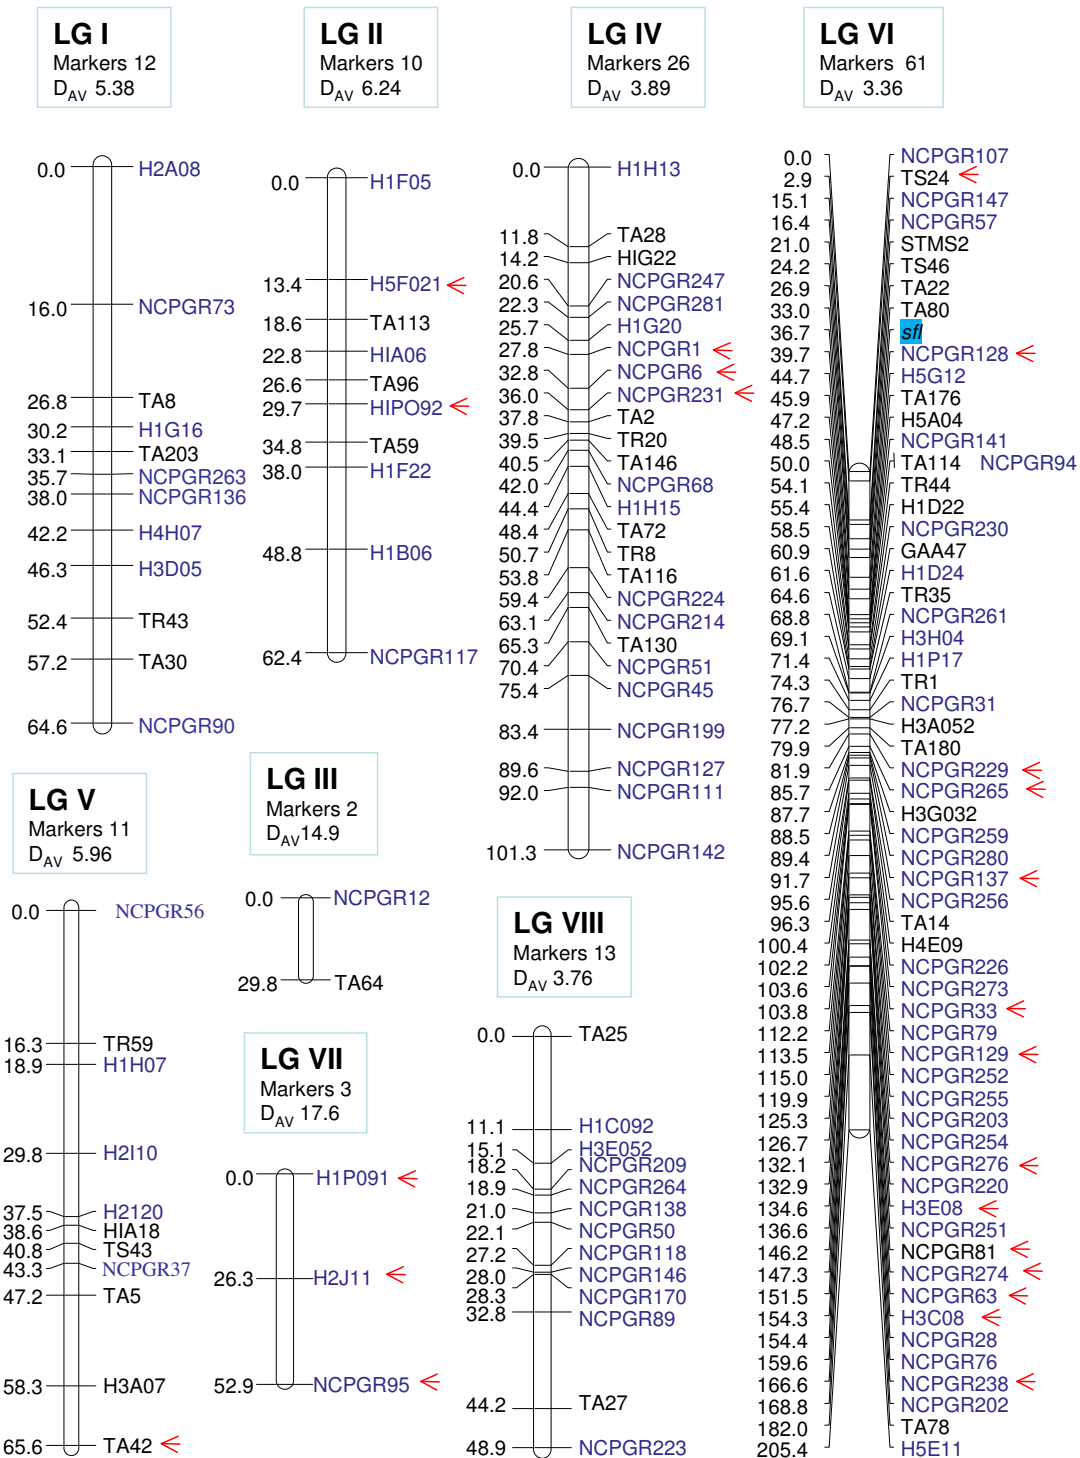 LG I
Markers 12
DAV 5.38
0.0 H2A08
16.0 NCPGR73
26.8 TA8
30.2 H1G16
33.1 TA203
35.7 NCPGR263
38.0 NCPGR136
42.2 H4H07
46.3 H3D05
52.4 TR43
57.2 TA30
64.6 NCPGR90
LG II
Markers 10
DAV 6.24
0.0 H1F05
13.4 H5F021
18.6 TA113
22.8 HIA06
26.6 TA96
29.7 HIPO92
34.8 TA59
38.0 H1F22
48.8 H1B06
62.4 NCPGR117
LG IV
Markers 26
DAV 3.89
0.0 H1H13
11.8 TA28
14.2 HIG22
20.6 NCPGR247
22.3 NCPGR281
25.7 H1G20
27.8 NCPGR1
32.8 NCPGR6
36.0 NCPGR231
37.8 TA2
39.5 TR20
40.5 TA146
42.0 NCPGR68
44.4 H1H15
48.4 TA72
50.7 TR8
53.8 TA116
59.4 NCPGR224
63.1 NCPGR214
65.3 TA130
70.4 NCPGR51
75.4 NCPGR45
83.4 NCPGR199
89.6 NCPGR127
92.0 NCPGR111
101.3 NCPGR142
LG VI
Markers 61
DAV 3.36
0.0 NCPGR107
2.9 TS24
15.1 NCPGR147
16.4 NCPGR57
21.0 STMS2
24.2 TS46
26.9 TA22
33.0 TA80
36.7 sfl
39.7 NCPGR128
44.7 H5G12
45.9 TA176
47.2 H5A04
48.5 NCPGR141
50.0 TA114 NCPGR94
54.1 TR44
55.4 H1D22
58.5 NCPGR230
60.9 GAA47
61.6 H1D24
64.6 TR35
68.8 NCPGR261
69.1 H3H04
71.4 H1P17
74.3 TR1
76.7 NCPGR31
77.2 H3A052
79.9 TA180
81.9 NCPGR229
85.7 NCPGR265
87.7 H3G032
88.5 NCPGR259
89.4 NCPGR280
91.7 NCPGR137
95.6 NCPGR256
96.3 TA14
100.4 H4E09
102.2 NCPGR226
103.6 NCPGR273
103.8 NCPGR33
112.2 NCPGR79
113.5 NCPGR129
115.0 NCPGR252
119.9 NCPGR255
125.3 NCPGR203
126.7 NCPGR254
132.1 NCPGR276
132.9 NCPGR220
134.6 H3E08
136.6 NCPGR251
146.2 NCPGR81
147.3 NCPGR274
151.5 NCPGR63
154.3 H3C08
154.4 NCPGR28
159.6 NCPGR76
166.6 NCPGR238
168.8 NCPGR202
182.0 TA78
205.4 H5E11
LG V
Markers 11
DAV 5.96
0.0 NCPGR56
16.3 TR59
18.9 H1H07
29.8 H2I10
37.5 H2120
38.6 HIA18
40.8 TS43
43.3 NCPGR37
47.2 TA5
58.3 H3A07
65.6 TA42
LG III
Markers 2
DAV 14.9
0.0 NCPGR12
29.8 TA64
LG VII
Markers 3
DAV 17.6
0.0 H1P091
26.3 H2J11
52.9 NCPGR95
LG VIII
Markers 13
DAV 3.76
0.0 TA25
11.1 H1C092
15.1 H3E052
18.2 NCPGR209
18.9 NCPGR264
21.0 NCPGR138
22.1 NCPGR50
27.2 NCPGR118
28.0 NCPGR146
28.3 NCPGR170
32.8 NCPGR89
44.2 TA27
48.9 NCPGR223